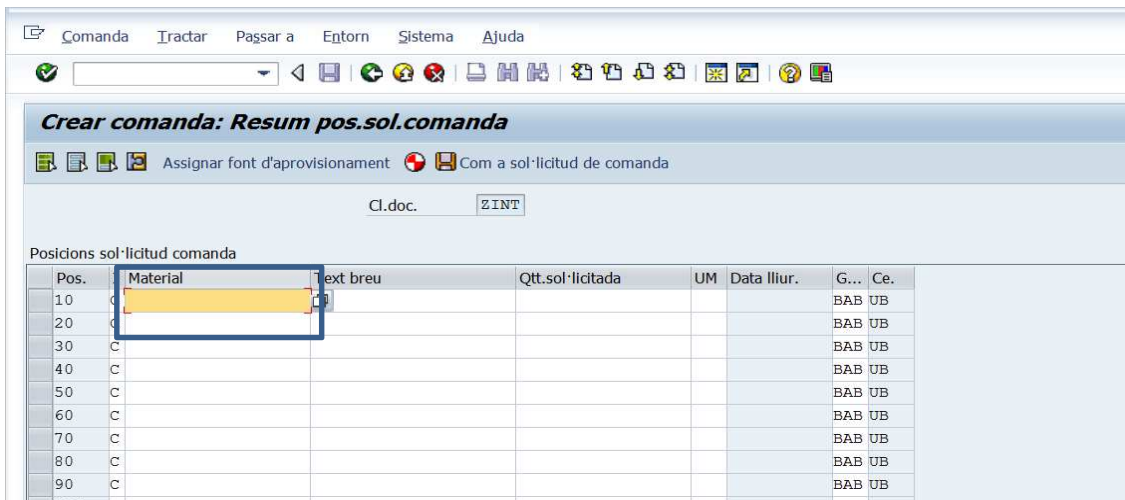 Comanda Tractar Passar a Entorn Sistema Ajuda
Crear comanda: Resum pos.sol.comanda
Assignar font d'aprovisionament Com a sol·licitud de comanda
Cl.doc. ZINT
Posicions sol·licitud comanda
Pos. Material Text breu Qtt.sol·licitada UM Data lliur. G... Ce.
10 BAB UB
20 BAB UB
30 C BAB UB
40 C BAB UB
50 C BAB UB
60 C BAB UB
70 C BAB UB
80 C BAB UB
90 C BAB UB